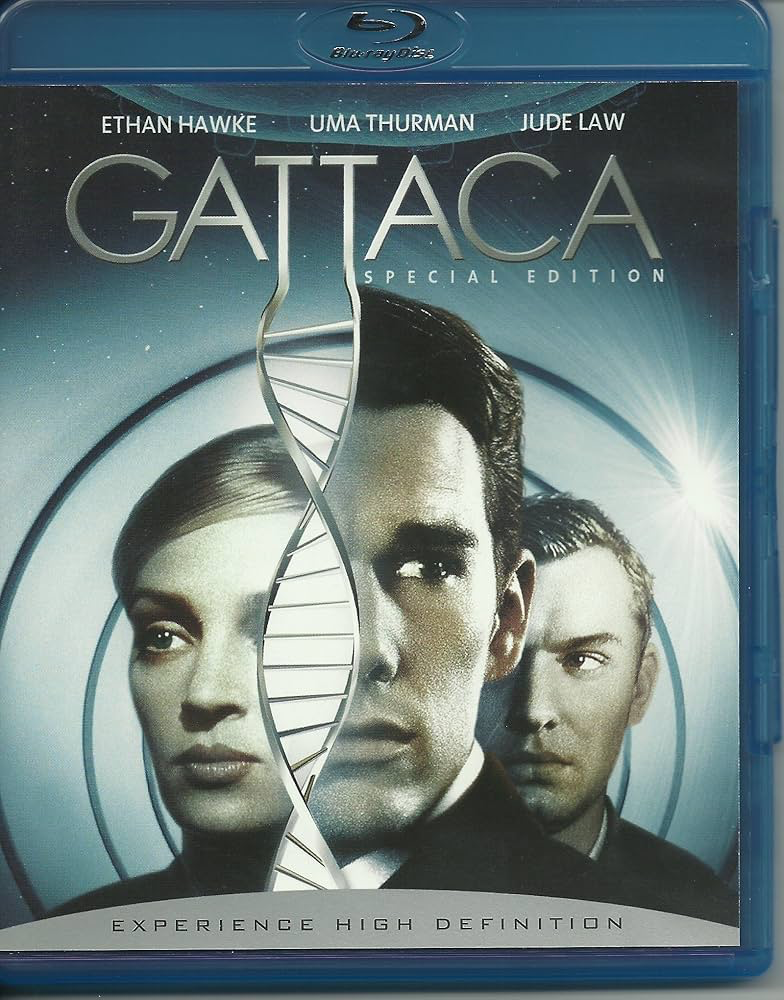 Blu-ray Disc
ETHAN HAWKE UMA THURMAN JUDE LAW
GATTACA
SPECIAL EDITION
EXPERIENCE HIGH DEFINITION